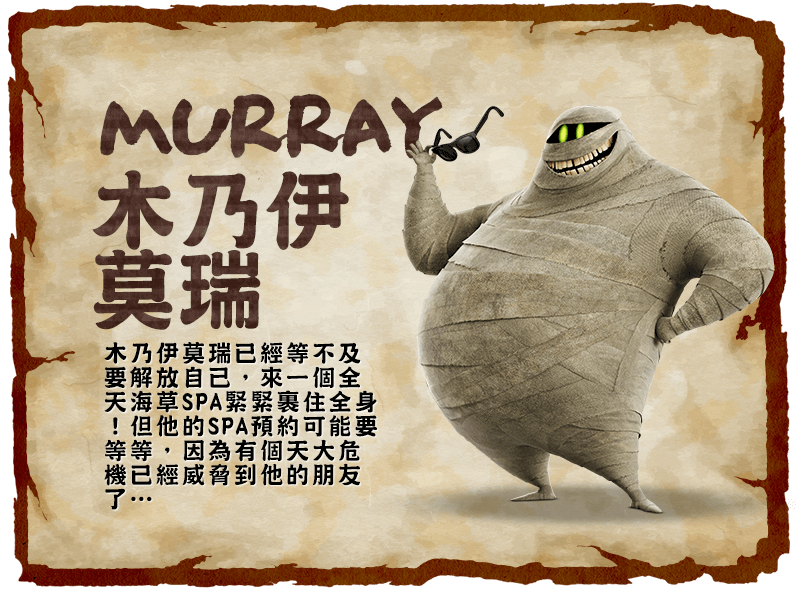 MURRAY
木乃伊
莫瑞
木乃伊莫瑞已經等不及
要解放自己，來一個全
天海草SPA緊緊裹住全身
！但他的SPA預約可能要
等等，因為有個天大危
機已經威脅到他的朋友
了…